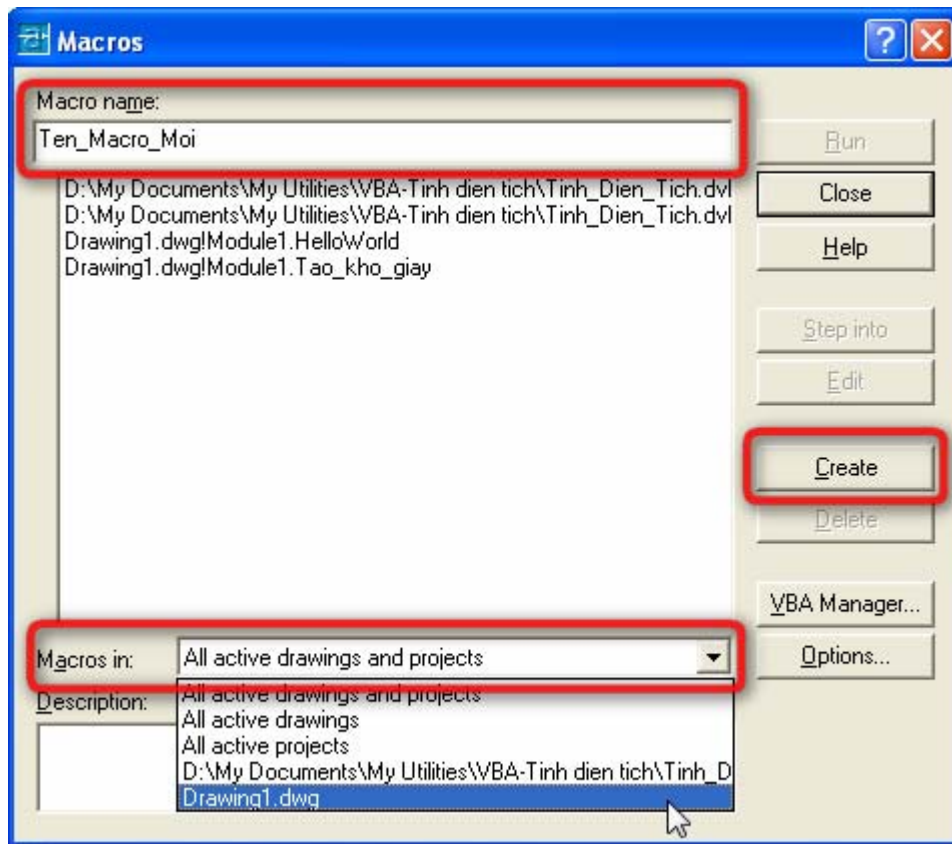 Macros
Macro name:
Ten_Macro_Moi
Run
D:\My Documents\My Utilities\VBA-Tinh dien tich\Tinh_Dien_Tich.dvl
Close
D:\My Documents\My Utilities\VBA-Tinh dien tich\Tinh_Dien_Tich.dvl
Drawing1.dwg!Module1.HelloWorld
Help
Drawing1.dwg!Module1.Tao_kho_giay
Step into
Edit
Create
Delete
VBA Manager...
Macros in: All active drawings and projects
Options...
Description:
All active drawings and projects
All active drawings
All active projects
D:\My Documents\My Utilities\VBA-Tinh dien tich\Tinh_D
Drawing1.dwg